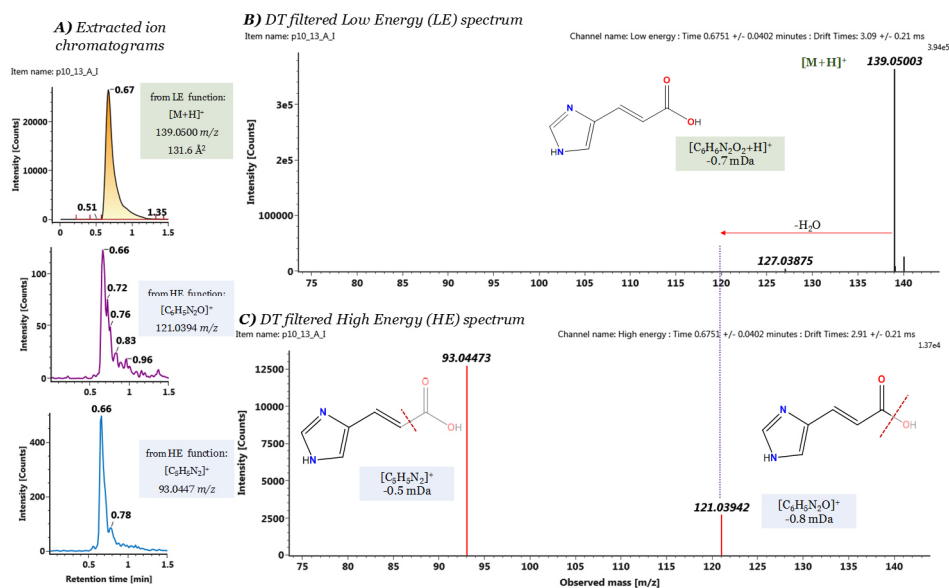 A) Extracted ion
chromatograms
Item name: p10_13_A_I
0.67
from LE function:
[M+H]⁺
139.0500 m/z
131.6 Å²
Intensity [Counts]
20000
10000
0
0.51
1.35
0
0.5
1
1.5
0.66
0.72
0.76
0.83
0.96
from HE function:
[C₆H₅N₂O]⁺
121.0394 m/z
Intensity [Counts]
100
50
0
0.5
1
1.5
0.66
0.78
from HE function:
[C₅H₅N₂]⁺
93.0447 m/z
Intensity [Counts]
400
200
0
0.5
1
1.5
Retention time [min]
B) DT filtered Low Energy (LE) spectrum
Item name: p10_13_A_I
Channel name: Low energy : Time 0.6751 +/- 0.0402 minutes : Drift Times: 3.09 +/- 0.21 ms
3.94e5
[M+H]⁺
139.05003
N
HN
O
OH
[C₆H₆N₂O₂+H]⁺
-0.7 mDa
-H₂O
127.03875
Intensity [Counts]
3e5
2e5
100000
0
75 80 85 90 95 100 105 110 115 120 125 130 135 140
C) DT filtered High Energy (HE) spectrum
Item name: p10_13_A_I
Channel name: High energy : Time 0.6751 +/- 0.0402 minutes : Drift Times: 2.91 +/- 0.21 ms
1.37e4
93.04473
N
HN
O
OH
[C₅H₅N₂]⁺
-0.5 mDa
N
HN
O
OH
121.03942
[C₆H₅N₂O]⁺
-0.8 mDa
Intensity [Counts]
12500
10000
7500
5000
2500
0
75 80 85 90 95 100 105 110 115 120 125 130 135 140
Observed mass [m/z]